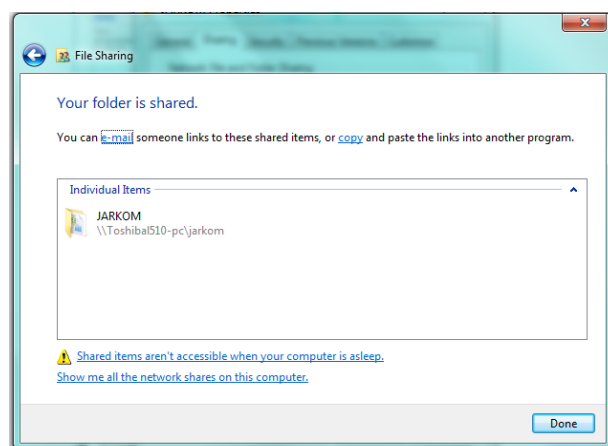 File Sharing
Your folder is shared.
You can e-mail someone links to these shared items, or copy and paste the links into another program.
Individual Items
JARKOM
\\Toshibal510-pc\jarkom
Shared items aren't accessible when your computer is asleep.
Show me all the network shares on this computer.
Done